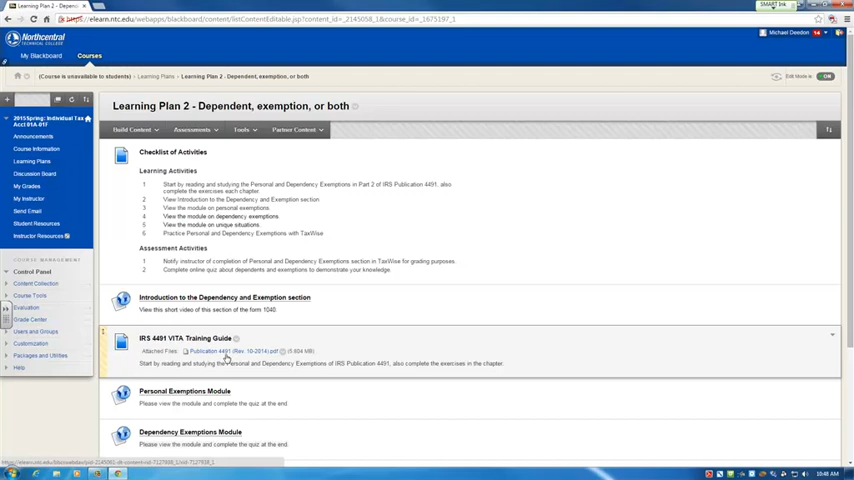 Learning Plan 2 - Depende
SMART Ink
https://elearn.ntc.edu/webapps/blackboard/content/listContentEditable.jsp?content_id=_2145058_1&course_id=_1675197_1
Northcentral
TECHNICAL COLLEGE
Michael Deedon 14
My Blackboard Courses
(Course is unavailable to students) Learning Plans Learning Plan 2 - Dependent, exemption, or both
Edit Mode is: ON
Learning Plan 2 - Dependent, exemption, or both
Build Content Assessments Tools Partner Content
2015Spring: Individual Tax
Acct 01A-01F
Announcements
Course Information
Learning Plans
Discussion Board
My Grades
My Instructor
Send Email
Student Resources
Instructor Resources
COURSE MANAGEMENT
Control Panel
Content Collection
Course Tools
Evaluation
Grade Center
Users and Groups
Customization
Packages and Utilities
Help
Checklist of Activities
Learning Activities
1 Start by reading and studying the Personal and Dependency Exemptions in Part 2 of IRS Publication 4491, also
complete the exercises each chapter.
2 View Introduction to the Dependency and Exemption section
3 View the module on personal exemptions.
4 View the module on dependency exemptions.
5 View the module on unique situations.
6 Practice Personal and Dependency Exemptions with TaxWise
Assessment Activities
1 Notify instructor of completion of Personal and Dependency Exemptions section in TaxWise for grading purposes.
2 Complete online quiz about dependents and exemptions to demonstrate your knowledge.
Introduction to the Dependency and Exemption section
View this short video of this section of the form 1040.
IRS 4491 VITA Training Guide
Attached Files: Publication 4491 (Rev. 10-2014).pdf (5.804 MB)
Start by reading and studying the Personal and Dependency Exemptions of IRS Publication 4491, also complete the exercises in the chapter.
Personal Exemptions Module
Please view the module and complete the quiz at the end
Dependency Exemptions Module
Please view the module and complete the quiz at the end
10:48 AM